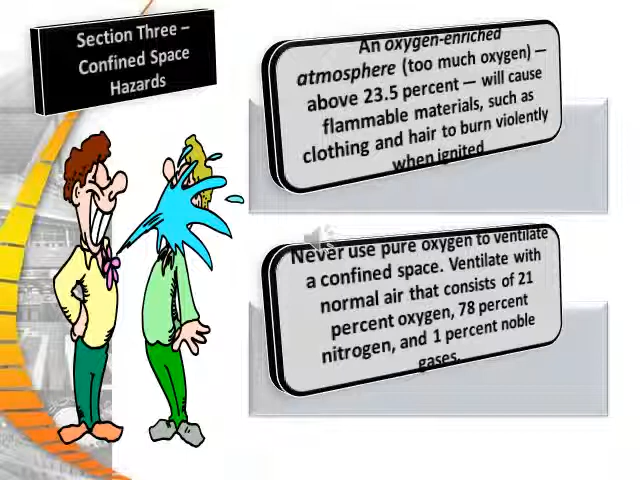 Section Three –
Confined Space
Hazards
An oxygen-enriched
atmosphere (too much oxygen) —
above 23.5 percent — will cause
flammable materials, such as
clothing and hair to burn violently
when ignited
Never use pure oxygen to ventilate
a confined space. Ventilate with
normal air that consists of 21
percent oxygen, 78 percent
nitrogen, and 1 percent noble
gases.